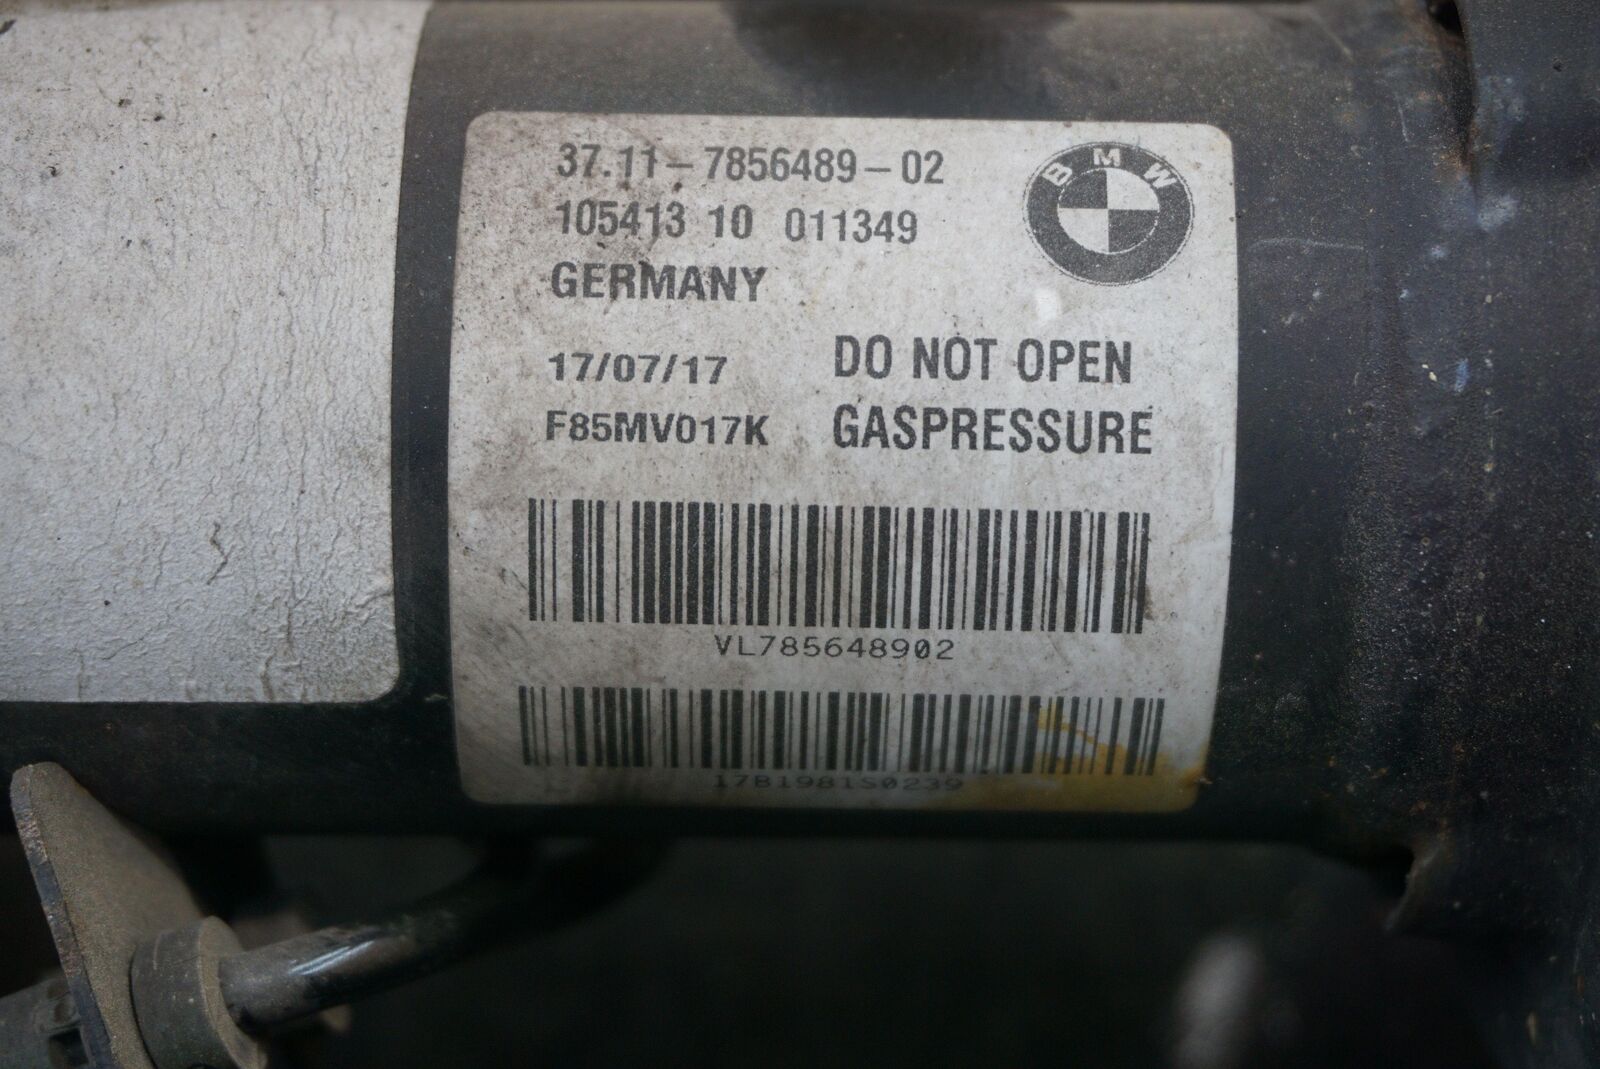 37.11-7856489-02
BMW
105413 10 011349
GERMANY
17/07/17
DO NOT OPEN
F85MV017K
GASPRESSURE
VL785648902
17B1981S0239